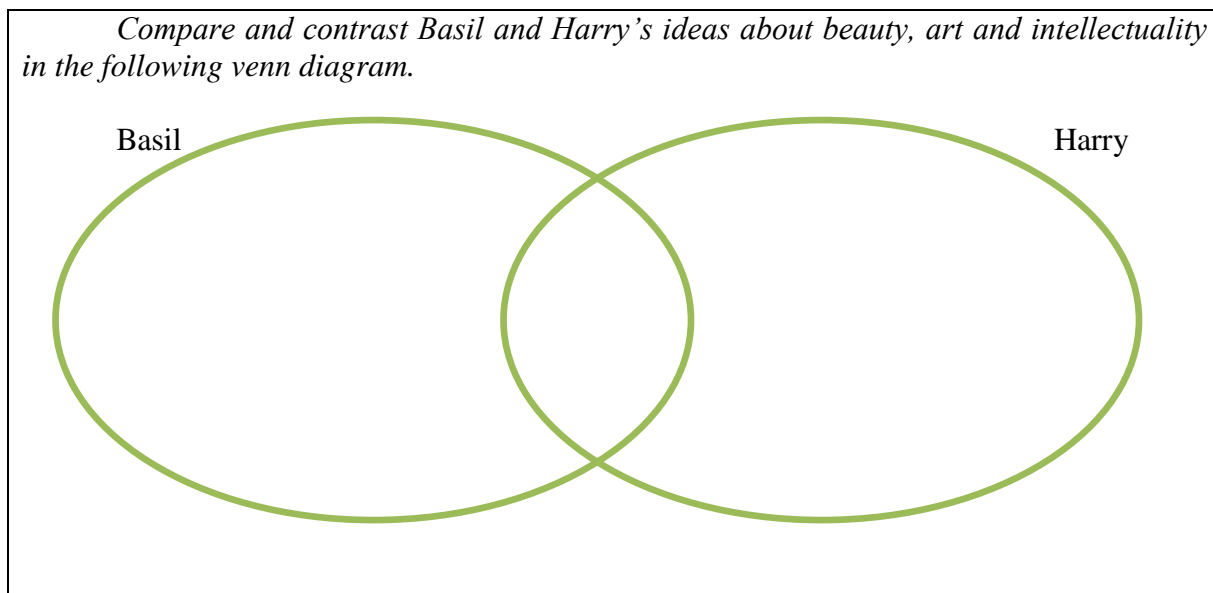 Compare and contrast Basil and Harry’s ideas about beauty, art and intellectuality
in the following venn diagram.
Basil
Harry